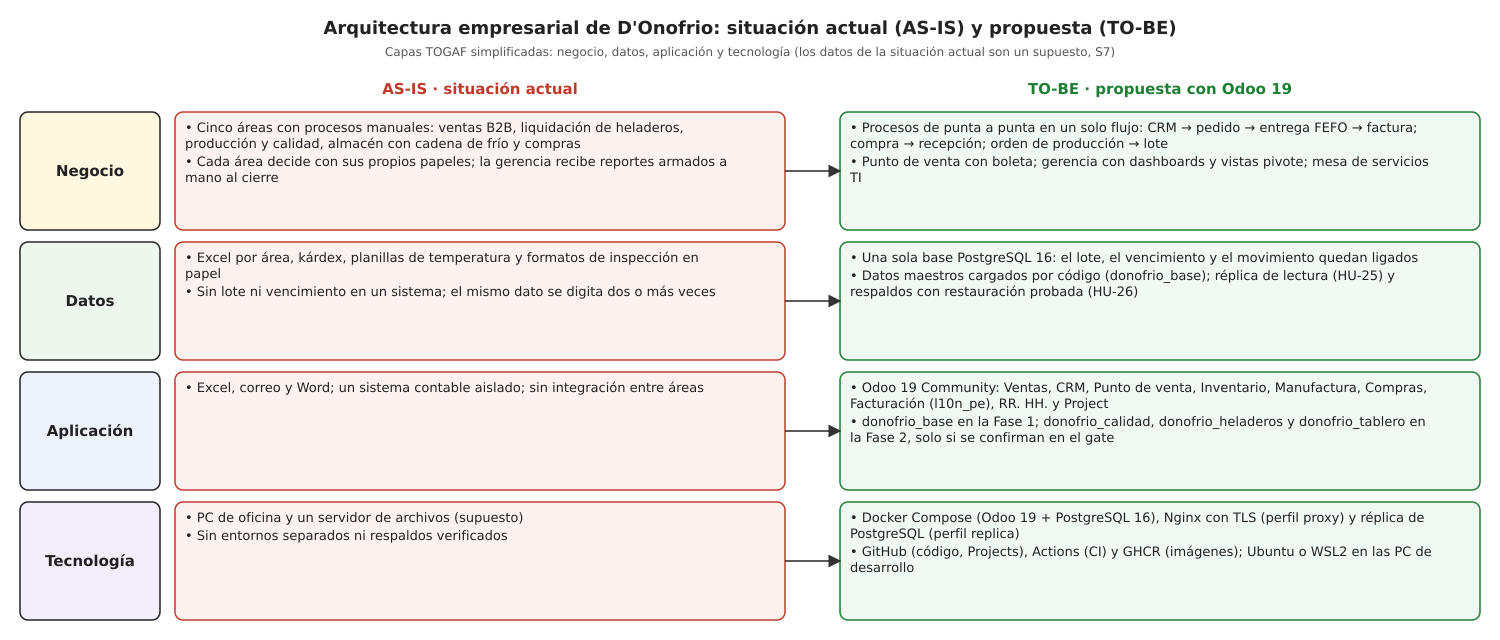 Arquitectura empresarial de D'Onofrio: situación actual (AS-IS) y propuesta (TO-BE)
Capas TOGAF simplificadas: negocio, datos, aplicación y tecnología (los datos de la situación actual son un supuesto, S7)
AS-IS · situación actual
TO-BE · propuesta con Odoo 19
Negocio
• Cinco áreas con procesos manuales: ventas B2B, liquidación de heladeros,
producción y calidad, almacén con cadena de frío y compras
• Cada área decide con sus propios papeles; la gerencia recibe reportes armados a
mano al cierre
• Procesos de punta a punta en un solo flujo: CRM → pedido → entrega FEFO → factura;
compra → recepción; orden de producción → lote
• Punto de venta con boleta; gerencia con dashboards y vistas pivote; mesa de servicios
TI
Datos
• Excel por área, kárdex, planillas de temperatura y formatos de inspección en
papel
• Sin lote ni vencimiento en un sistema; el mismo dato se digita dos o más veces
• Una sola base PostgreSQL 16: el lote, el vencimiento y el movimiento quedan ligados
• Datos maestros cargados por código (donofrio_base); réplica de lectura (HU-25) y
respaldos con restauración probada (HU-26)
Aplicación
• Excel, correo y Word; un sistema contable aislado; sin integración entre áreas
• Odoo 19 Community: Ventas, CRM, Punto de venta, Inventario, Manufactura, Compras,
Facturación (l10n_pe), RR. HH. y Project
• donofrio_base en la Fase 1; donofrio_calidad, donofrio_heladeros y donofrio_tablero en
la Fase 2, solo si se confirman en el gate
Tecnología
• PC de oficina y un servidor de archivos (supuesto)
• Sin entornos separados ni respaldos verificados
• Docker Compose (Odoo 19 + PostgreSQL 16), Nginx con TLS (perfil proxy) y réplica de
PostgreSQL (perfil replica)
• GitHub (código, Projects), Actions (CI) y GHCR (imágenes); Ubuntu o WSL2 en las PC de
desarrollo